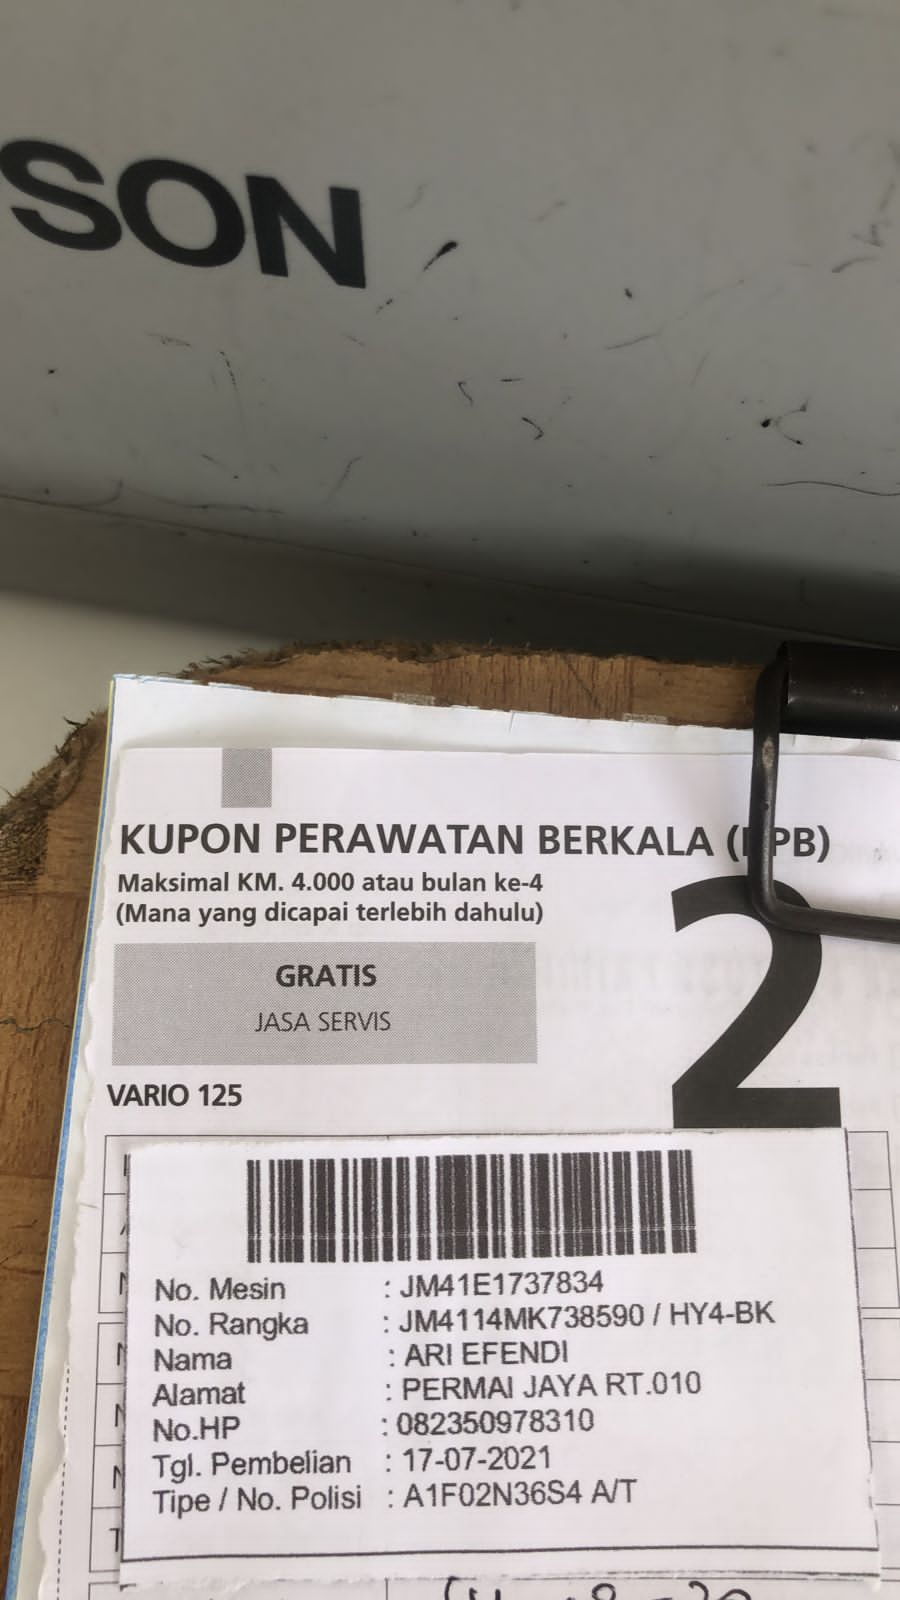 SON
KUPON PERAWATAN BERKALA (KPB)
Maksimal KM. 4.000 atau bulan ke-4
(Mana yang dicapai terlebih dahulu)
2
GRATIS
JASA SERVIS
VARIO 125
No. Mesin : JM41E1737834
No. Rangka : JM4114MK738590 / HY4-BK
Nama : ARI EFENDI
Alamat : PERMAI JAYA RT.010
No.HP : 082350978310
Tgl. Pembelian : 17-07-2021
Tipe / No. Polisi : A1F02N36S4 A/T